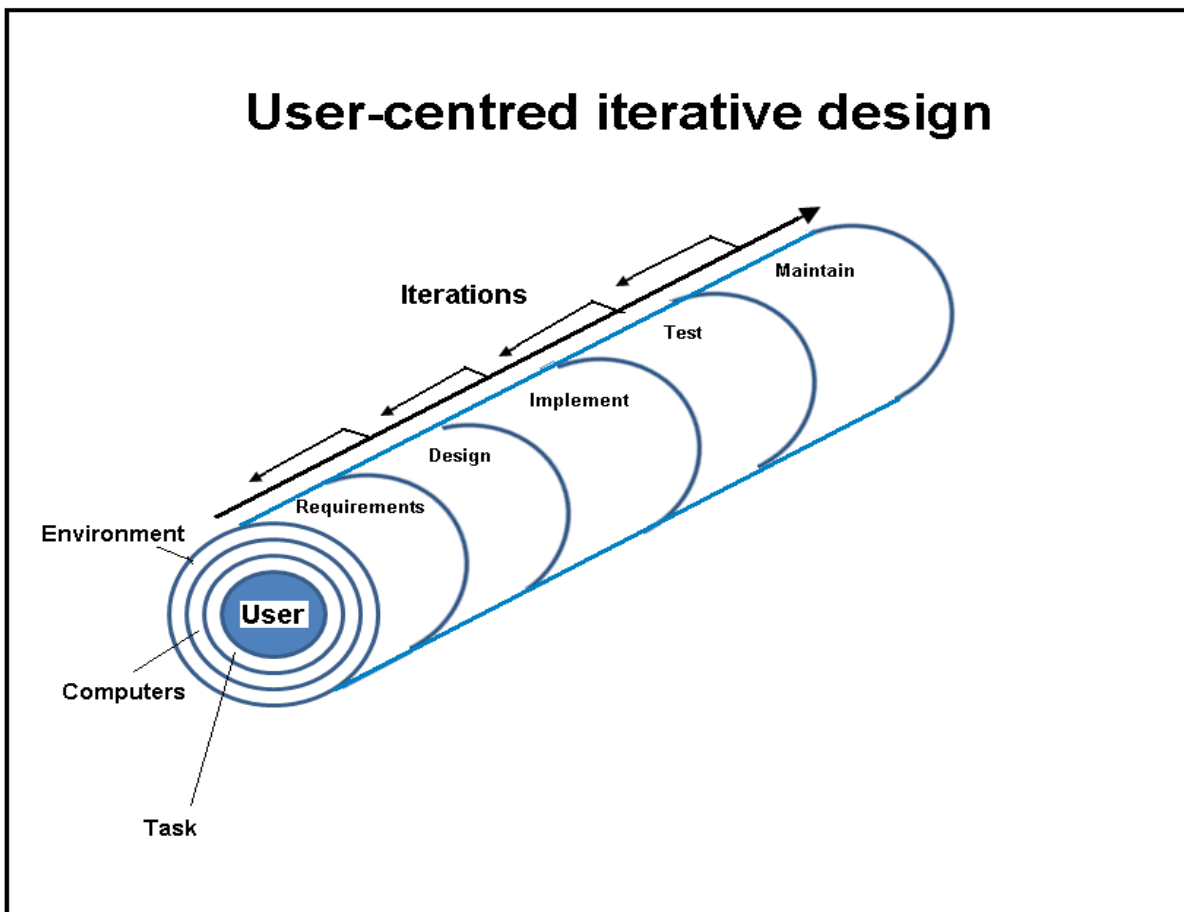 User-centred iterative design
Iterations
Maintain
Test
Implement
Design
Requirements
Environment
User
Computers
Task